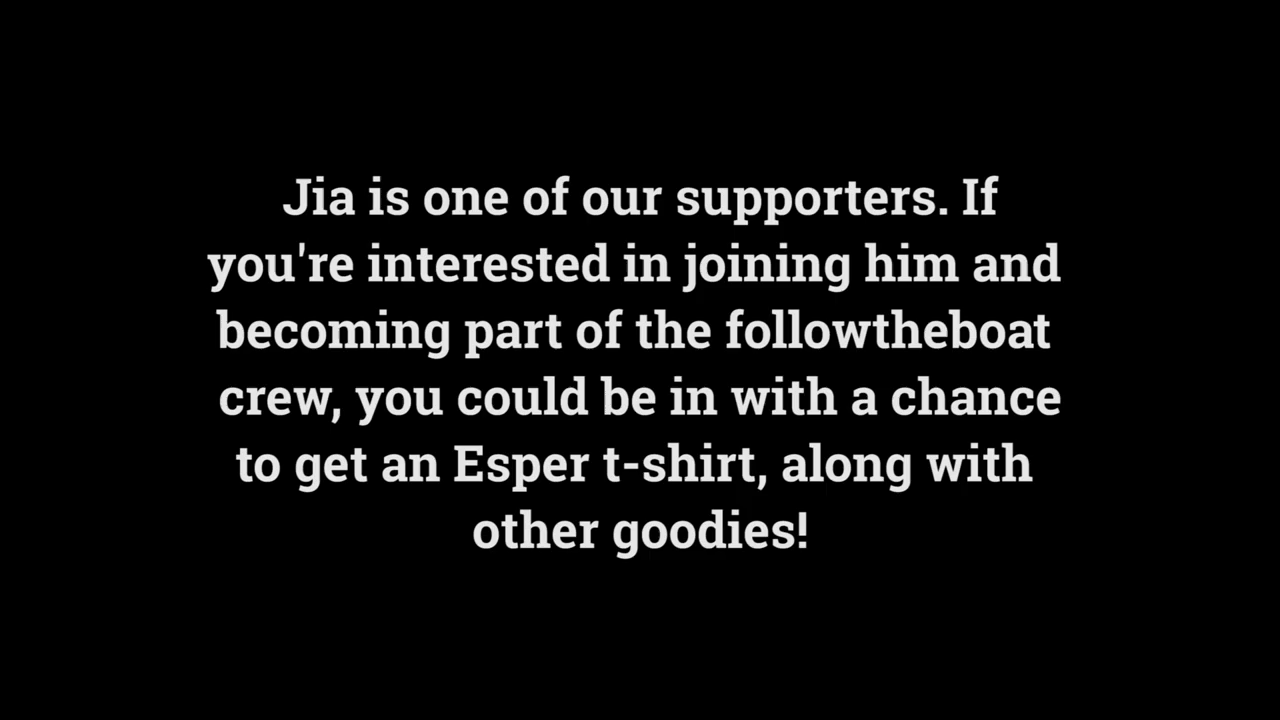 Jia is one of our supporters. If
you're interested in joining him and
becoming part of the followtheboat
crew, you could be in with a chance
to get an Esper t-shirt, along with
other goodies!